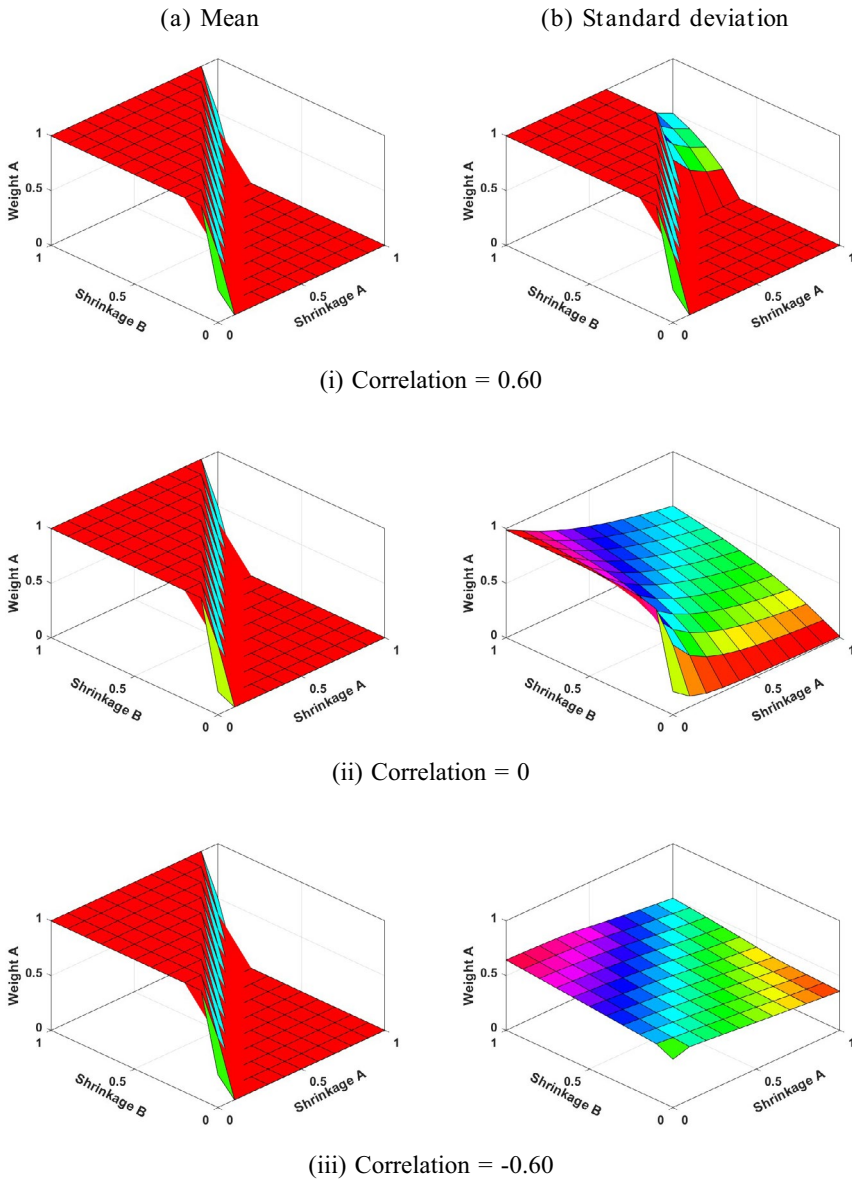 (a) Mean
(b) Standard deviation
Weight A
1
0.5
0
1
0.5
0
Shrinkage B
0
0.5
1
Shrinkage A
Weight A
1
0.5
0
1
0.5
0
Shrinkage B
0
0.5
1
Shrinkage A
(i) Correlation = 0.60
Weight A
1
0.5
0
1
0.5
0
Shrinkage B
0
0.5
1
Shrinkage A
Weight A
1
0.5
0
1
0.5
0
Shrinkage B
0
0.5
1
Shrinkage A
(ii) Correlation = 0
Weight A
1
0.5
0
1
0.5
0
Shrinkage B
0
0.5
1
Shrinkage A
Weight A
1
0.5
0
1
0.5
0
Shrinkage B
0
0.5
1
Shrinkage A
(iii) Correlation = -0.60